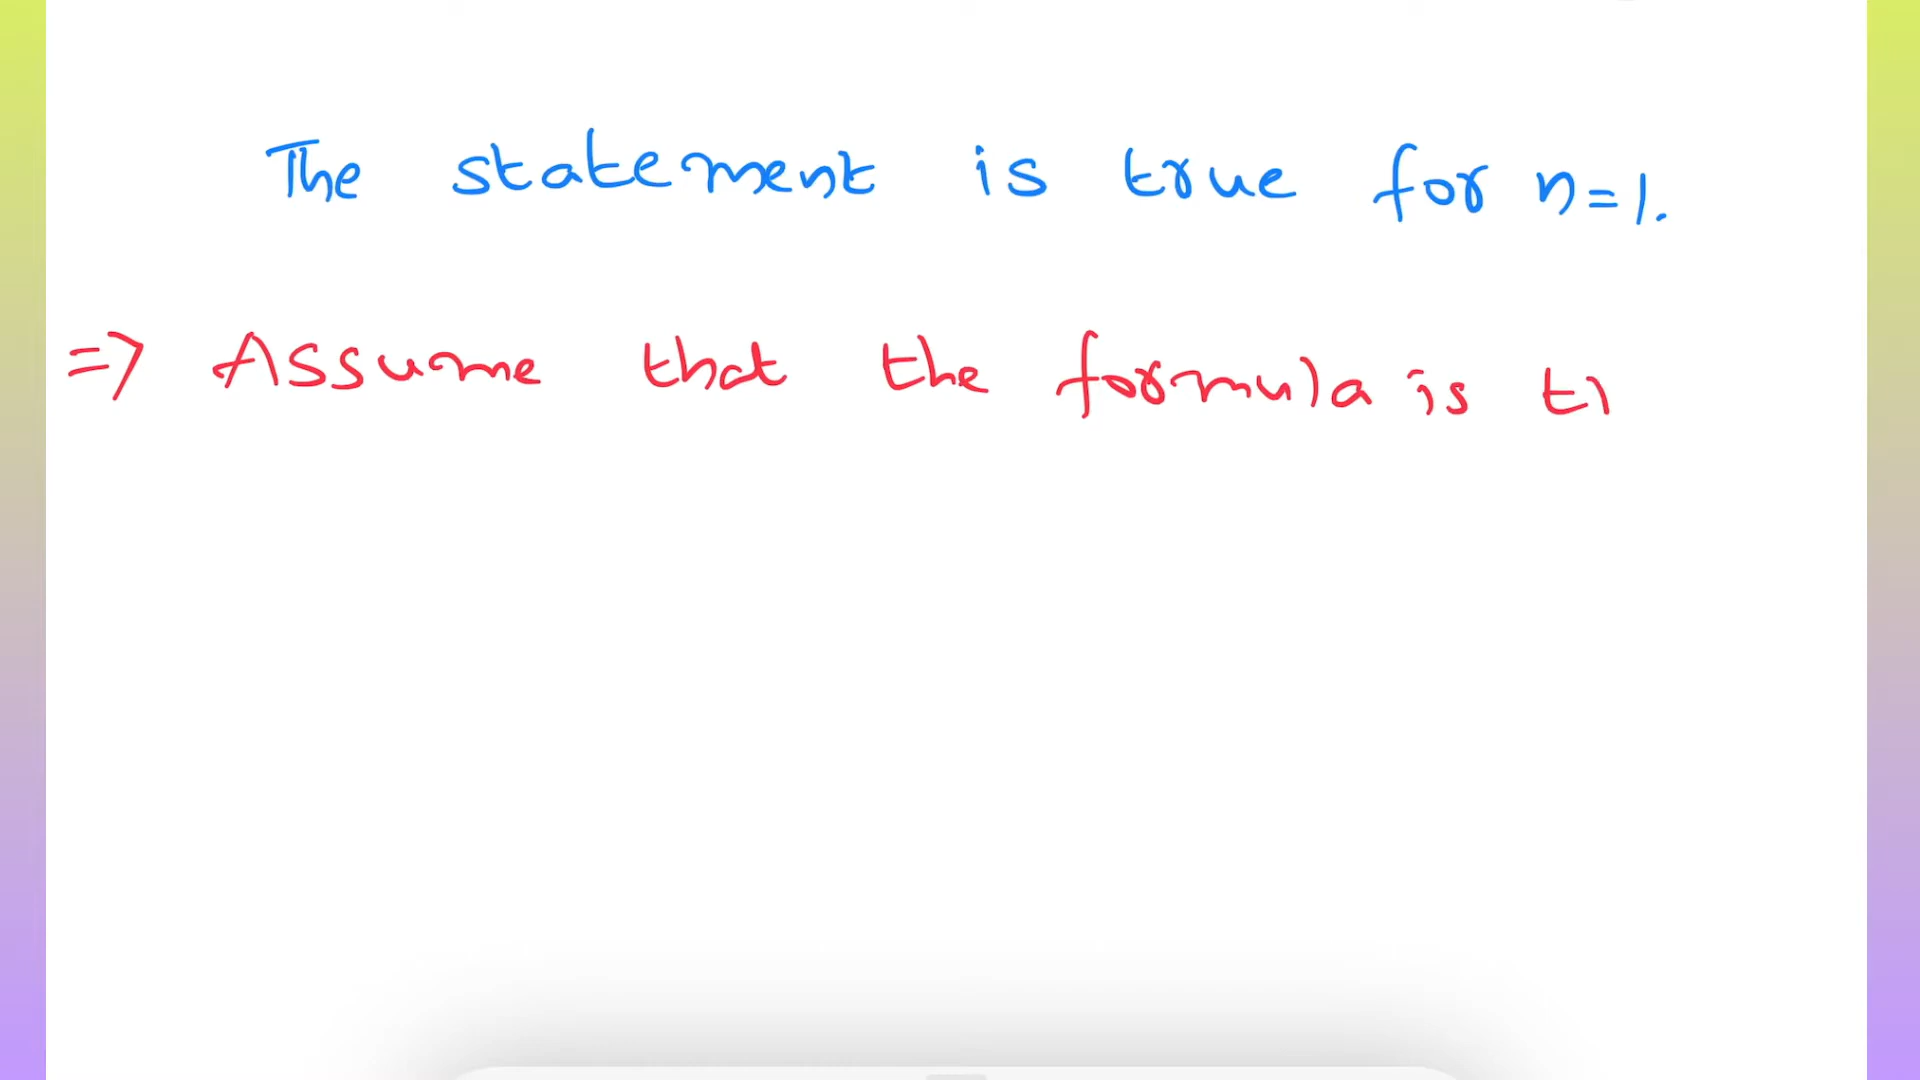 The statement is true for n=1.
=> Assume that the formula is